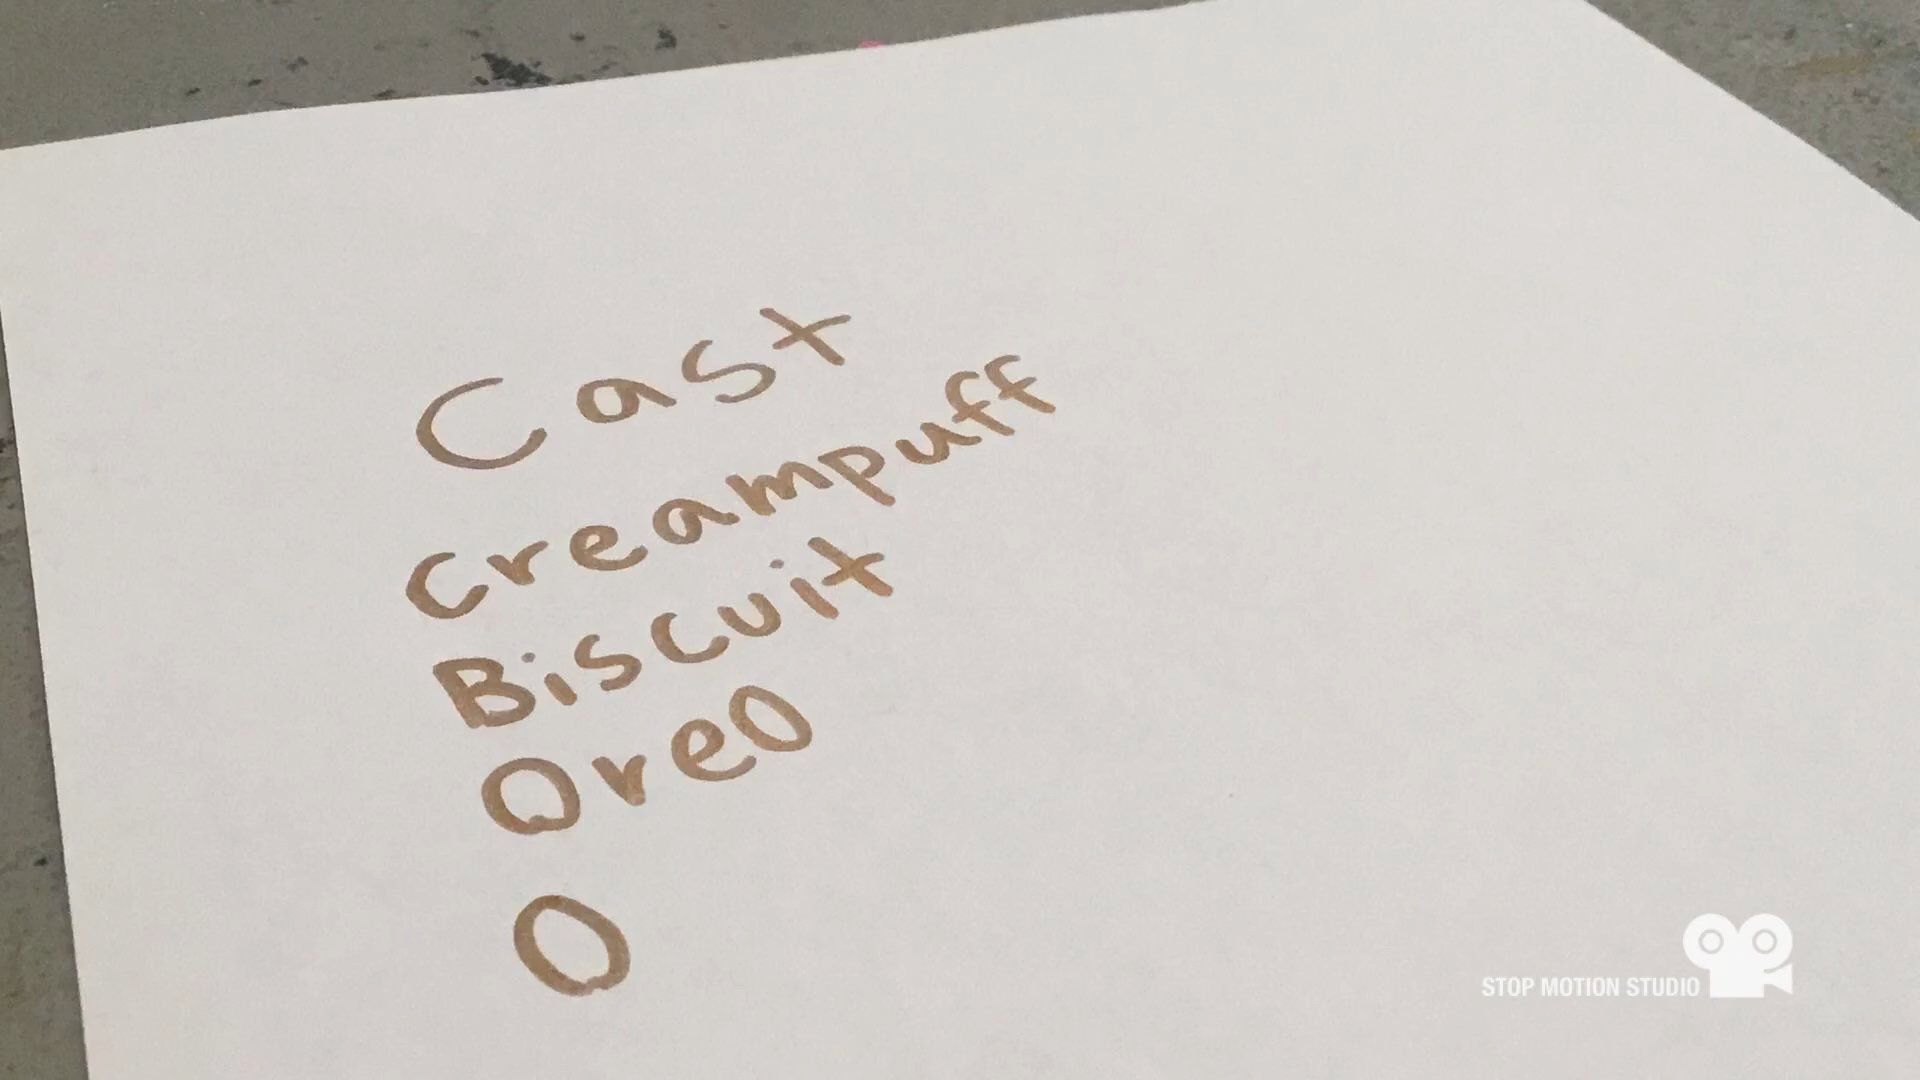 Cast
Creampuff
Biscuit
OreO
O
STOP MOTION STUDIO